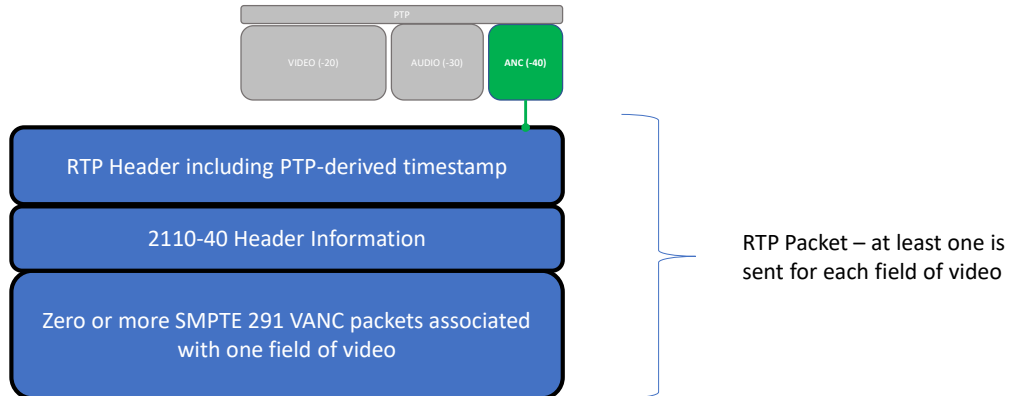 PTP
VIDEO (-20)
AUDIO (-30)
ANC (-40)
RTP Header including PTP-derived timestamp
2110-40 Header Information
Zero or more SMPTE 291 VANC packets associated
with one field of video
RTP Packet – at least one is
sent for each field of video